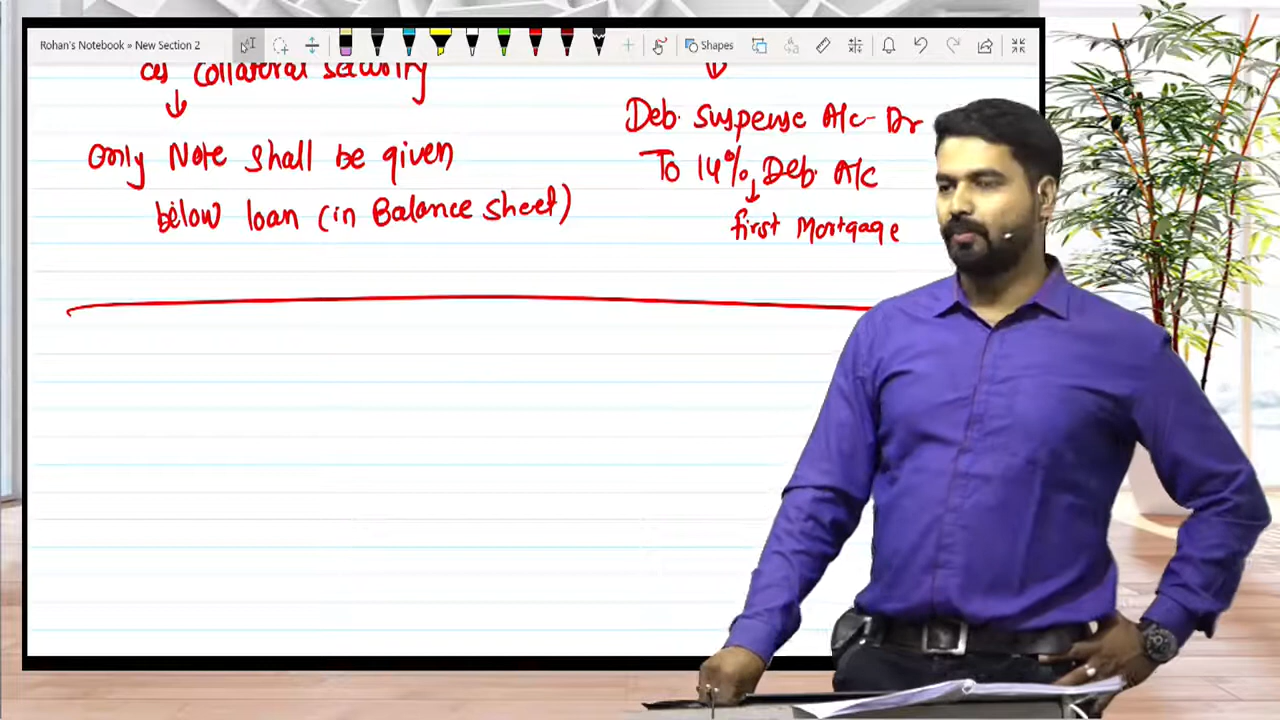 Rohan's Notebook » New Section 2
Shapes
as Collateral security
Only Note shall be given
below loan (in Balance sheet)
Deb. Suspense A/c - Dr
To 14% Deb. A/c
first Mortgage